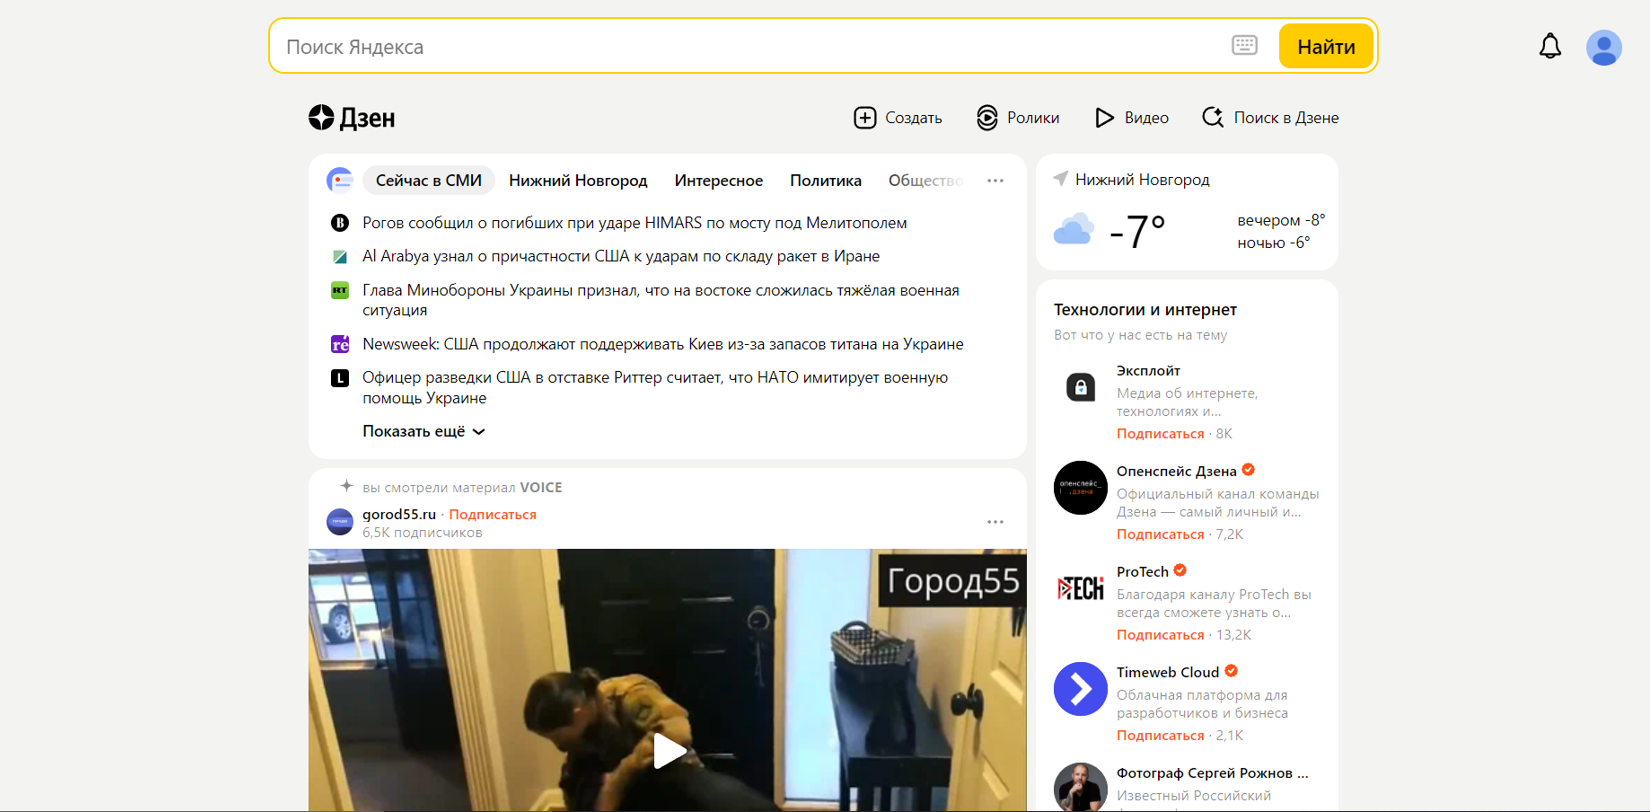 Поиск Яндекса
Найти
Дзен
Создать
Ролики
Видео
Поиск в Дзене
Сейчас в СМИ
Нижний Новгород
Интересное
Политика
Общество
Рогов сообщил о погибших при ударе HIMARS по мосту под Мелитополем
Al Arabya узнал о причастности США к ударам по складу ракет в Иране
RT
Глава Минобороны Украины признал, что на востоке сложилась тяжёлая военная
ситуация
Newsweek: США продолжают поддерживать Киев из-за запасов титана на Украине
Офицер разведки США в отставке Риттер считает, что НАТО имитирует военную
помощь Украине
Показать ещё
вы смотрели материал VOICE
gorod55.ru · Подписаться
6,5K подписчиков
Город55
Нижний Новгород
-7°
вечером -8°
ночью -6°
Технологии и интернет
Вот что у нас есть на тему
Эксплойт
Медиа об интернете,
технологиях и...
Подписаться · 8K
опенспейс_
.дзена
Опенспейс Дзена
Официальный канал команды
Дзена — самый личный и...
Подписаться · 7,2K
TECH
ProTech
Благодаря каналу ProTech вы
всегда сможете узнать о...
Подписаться · 13,2K
Timeweb Cloud
Облачная платформа для
разработчиков и бизнеса
Подписаться · 2,1K
Фотограф Сергей Рожнов ...
Известный Российский